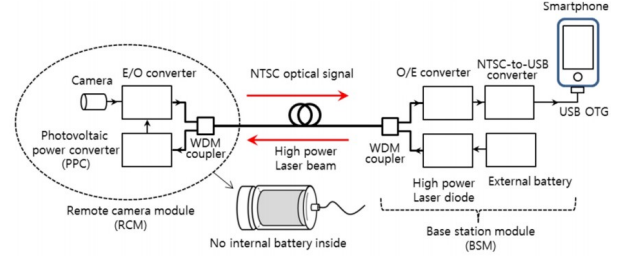 Smartphone
Camera
E/O converter
NTSC optical signal
O/E converter
NTSC-to-USB
converter
USB OTG
Photovoltaic
power converter
(PPC)
WDM
coupler
High power
Laser beam
WDM
coupler
High power
Laser diode
External battery
Remote camera module
(RCM)
No internal battery inside
Base station module
(BSM)